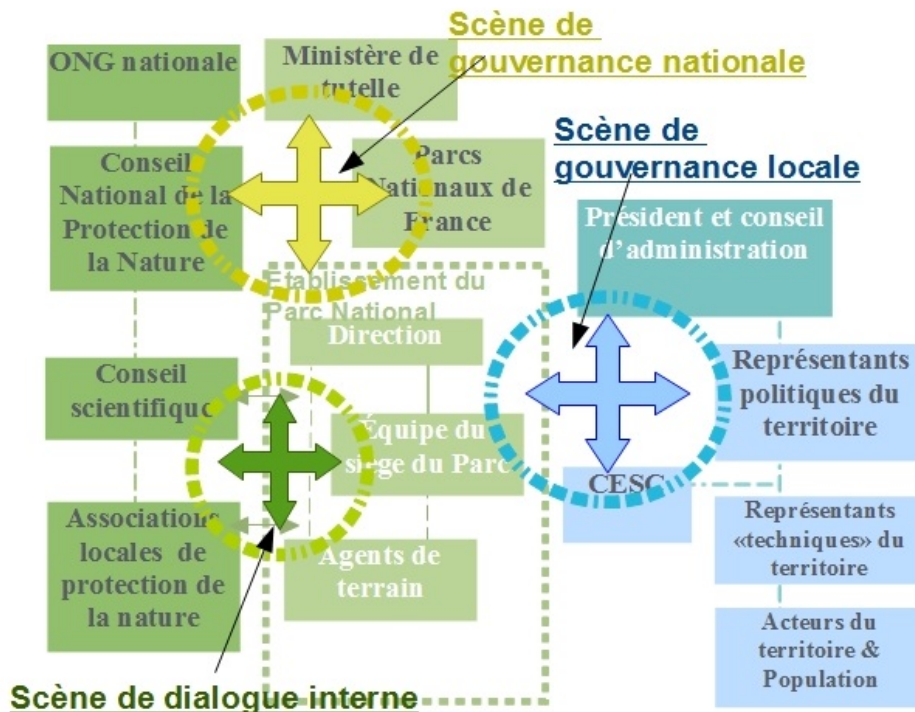 Scène de
gouvernance nationale
ONG nationale
Ministère de
tutelle
Conseil
National de la
Protection de
la Nature
Parcs
Nationaux de
France
Scène de
gouvernance locale
Président et conseil
d’administration
Etablissement du
Parc National
Direction
Conseil
scientifique
Équipe du
siège du Parc
Représentants
politiques du
territoire
CESC
Associations
locales de
protection de
la nature
Agents de
terrain
Représentants
«techniques» du
territoire
Acteurs du
territoire &
Population
Scène de dialogue interne